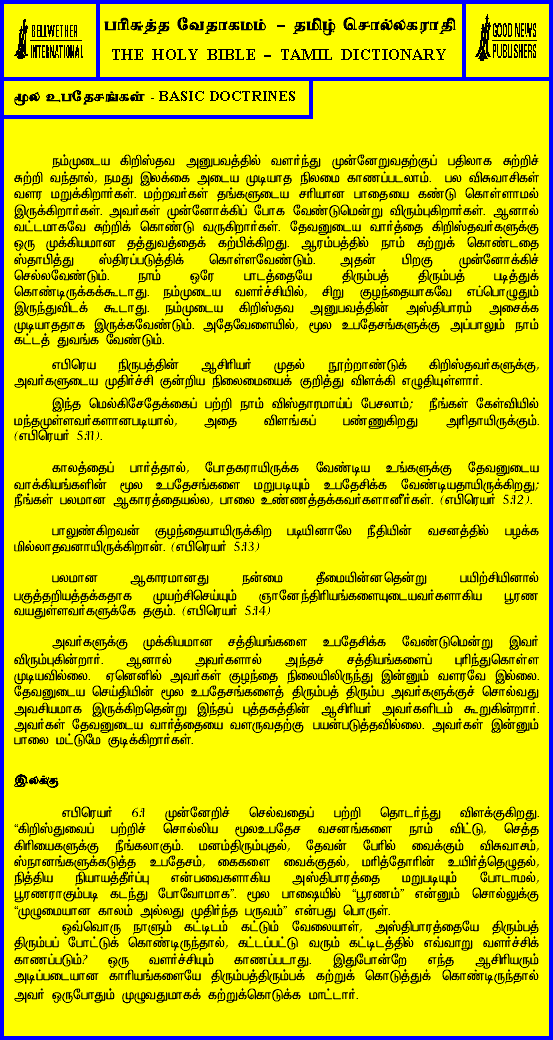 BELLWETHER
INTERNATIONAL
பரிசுத்த வேதாகமம் – தமிழ் சொல்லகராதி
THE HOLY BIBLE – TAMIL DICTIONARY
GOOD NEWS
PUBLISHERS
மூல உபதேசங்கள் - BASIC DOCTRINES
நம்முடைய கிறிஸ்தவ அனுபவத்தில் வளர்ந்து முன்னேறுவதற்குப் பதிலாக சுற்றிச்
சுற்றி வந்தால், நமது இலக்கை அடைய முடியாத நிலமை காணப்படலாம். பல விசுவாசிகள்
வளர மறுக்கிறார்கள். மற்றவர்கள் தங்களுடைய சரியான பாதையை கண்டு கொள்ளாமல்
இருக்கிறார்கள். அவர்கள் முன்னோக்கிப் போக வேண்டுமென்று விரும்புகிறார்கள். ஆனால்
வட்டமாகவே சுற்றிக் கொண்டு வருகிறார்கள். தேவனுடைய வார்த்தை கிறிஸ்தவர்களுக்கு
ஒரு முக்கியமான தத்துவத்தைக் கற்பிக்கிறது. ஆரம்பத்தில் நாம் கற்றுக் கொண்டதை
ஸ்தாபித்து ஸ்திரப்படுத்திக் கொள்ளவேண்டும். அதன் பிறகு முன்னோக்கிச்
செல்லவேண்டும். நாம் ஒரே பாடத்தையே திரும்பத் திரும்பத் படித்துக்
கொண்டிருக்கக்கூடாது. நம்முடைய வளர்ச்சியில், சிறு குழந்தையாகவே எப்பொழுதும்
இருந்துவிடக் கூடாது. நம்முடைய கிறிஸ்தவ அனுபவத்தின் அஸ்திபாரம் அசைக்க
முடியாததாக இருக்கவேண்டும். அதேவேளையில், மூல உபதேசங்களுக்கு அப்பாலும் நாம்
கட்டத் துவங்க வேண்டும்.
எபிரெய நிருபத்தின் ஆசிரியர் முதல் நூற்றாண்டுக் கிறிஸ்தவர்களுக்கு,
அவர்களுடைய முதிர்ச்சி குன்றிய நிலைமையைக் குறித்து விளக்கி எழுதியுள்ளார்.
இந்த மெல்கிசேதேக்கைப் பற்றி நாம் விஸ்தாரமாய்ப் பேசலாம்; நீங்கள் கேள்வியில்
மந்தமுள்ளவர்களானபடியால், அதை விளங்கப் பண்ணுகிறது அரிதாயிருக்கும்.
(எபிரெயர் 5:11).
காலத்தைப் பார்த்தால், போதகராயிருக்க வேண்டிய உங்களுக்கு தேவனுடைய
வாக்கியங்களின் மூல உபதேசங்களை மறுபடியும் உபதேசிக்க வேண்டியதாயிருக்கிறது;
நீங்கள் பலமான ஆகாரத்தையல்ல, பாலை உண்ணத்தக்கவர்களானீர்கள். (எபிரெயர் 5:12).
பாலுண்கிறவன் குழந்தையாயிருக்கிற படியினாலே நீதியின் வசனத்தில் பழக்க
மில்லாதவனாயிருக்கிறான். (எபிரெயர் 5:13)
பலமான ஆகாரமானது நன்மை தீமையின்னதென்று பயிற்சியினால்
பகுத்தறியத்தக்கதாக முயற்சிசெய்யும் ஞானேந்திரியங்களையுடையவர்களாகிய பூரண
வயதுள்ளவர்களுக்கே தகும். (எபிரெயர் 5:14)
அவர்களுக்கு முக்கியமான சத்தியங்களை உபதேசிக்க வேண்டுமென்று இவர்
விரும்புகின்றார். ஆனால் அவர்களால் அந்தச் சத்தியங்களைப் புரிந்துகொள்ள
முடியவில்லை. ஏனெனில் அவர்கள் குழந்தை நிலையிலிருந்து இன்னும் வளரவே இல்லை.
தேவனுடைய செய்தியின் மூல உபதேசங்களைத் திரும்பத் திரும்ப அவர்களுக்குச் சொல்வது
அவசியமாக இருக்கிறதென்று இந்தப் புத்தகத்தின் ஆசிரியர் அவர்களிடம் கூறுகின்றார்.
அவர்கள் தேவனுடைய வார்த்தையை வளருவதற்கு பயன்படுத்தவில்லை. அவர்கள் இன்னும்
பாலை மட்டுமே குடிக்கிறார்கள்.
இலக்கு
எபிரெயர் 6:1 முன்னேறிச் செல்வதைப் பற்றி தொடர்ந்து விளக்குகிறது.
“கிறிஸ்துவைப் பற்றிச் சொல்லிய மூலஉபதேச வசனங்களை நாம் விட்டு, செத்த
கிரியைகளுக்கு நீங்கலாகும். மனம்திரும்புதல், தேவன் பேரில் வைக்கும் விசுவாசம்,
ஸ்நானங்களுக்கடுத்த உபதேசம், கைகளை வைக்குதல், மரித்தோரின் உயிர்த்தெழுதல்,
நித்திய நியாயத்தீர்ப்பு என்பவைகளாகிய அஸ்திபாரத்தை மறுபடியும் போடாமல்,
பூரணராகும்படி கடந்து போவோமாக”. மூல பாஷையில் “பூரணம்” என்னும் சொல்லுக்கு
“முழுமையான காலம் அல்லது முதிர்ந்த பருவம்” என்பது பொருள்.
ஒவ்வொரு நாளும் கட்டிடம் கட்டும் வேலையாள், அஸ்திபாரத்தையே திரும்பத்
திரும்பப் போட்டுக் கொண்டிருந்தால், கட்டப்பட்டு வரும் கட்டிடத்தில் எவ்வாறு வளர்ச்சிக்
காணப்படும்? ஒரு வளர்ச்சியும் காணப்படாது. இதுபோன்றே எந்த ஆசிரியரும்
அடிப்படையான காரியங்களையே திரும்பத்திரும்பக் கற்றுக் கொடுத்துக் கொண்டிருந்தால்
அவர் ஒருபோதும் முழுவதுமாகக் கற்றுக்கொடுக்க மாட்டார்.